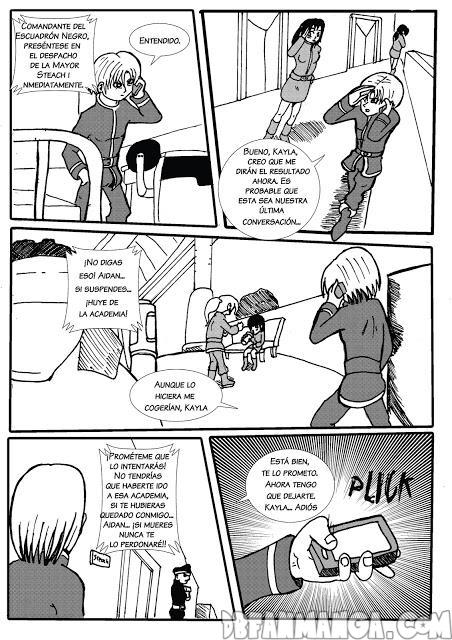 COMANDANTE DEL
ESCUADRÓN NEGRO,
PRESÉNTESE EN
EL DESPACHO
DE LA MAYOR
STEACH I
NMEDIATAMENTE.
ENTENDIDO.
BUENO, KAYLA,
CREO QUE ME
DIRÁN EL RESULTADO
AHORA. ES
PROBABLE QUE
ESTA SEA NUESTRA
ÚLTIMA
CONVERSACIÓN...
¡NO DIGAS
ESO! AIDAN...
SI SUSPENDES...
¡HUYE DE
LA ACADEMIA!
AUNQUE LO
HICIERA ME
COGERÍAN, KAYLA
¡PROMÉTEME QUE
LO INTENTARÁS!
NO TENDRÍAS
QUE HABERTE IDO
A ESA ACADEMIA,
SI TE HUBIERAS
QUEDADO CONMIGO...
AIDAN... ¡SI MUERES
NUNCA TE
LO PERDONARÉ!!
STEACH
ESTÁ BIEN,
TE LO PROMETO.
AHORA TENGO
QUE DEJARTE.
KAYLA... ADIÓS
PLICK
DBFANMANGA.COM